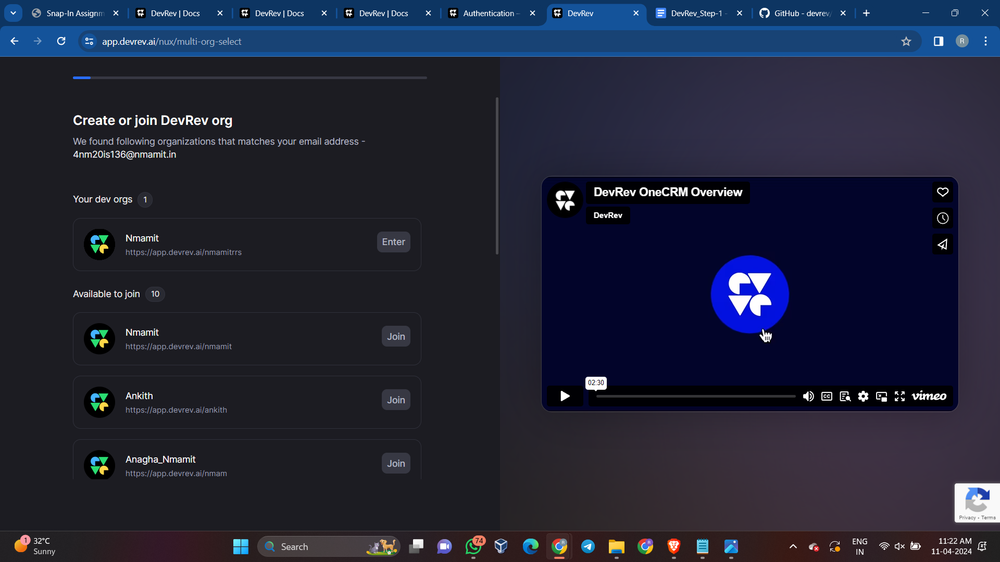 Snap-In Assignm
DevRev | Docs
DevRev | Docs
DevRev | Docs
Authentication –
DevRev
DevRev_Step-1 -
GitHub - devrev/
app.devrev.ai/nux/multi-org-select
R
Create or join DevRev org
We found following organizations that matches your email address -
4nm20is136@nmamit.in
Your dev orgs 1
Nmamit
https://app.devrev.ai/nmamitrrs
Enter
Available to join 10
Nmamit
https://app.devrev.ai/nmamit
Join
Ankith
https://app.devrev.ai/ankith
Join
Anagha_Nmamit
https://app.devrev.ai/nmam
Join
DevRev OneCRM Overview
DevRev
02:30
CC
vimeo
Privacy - Terms
1
32°C
Sunny
Search
74
R
R
ENG
IN
11:22 AM
11-04-2024